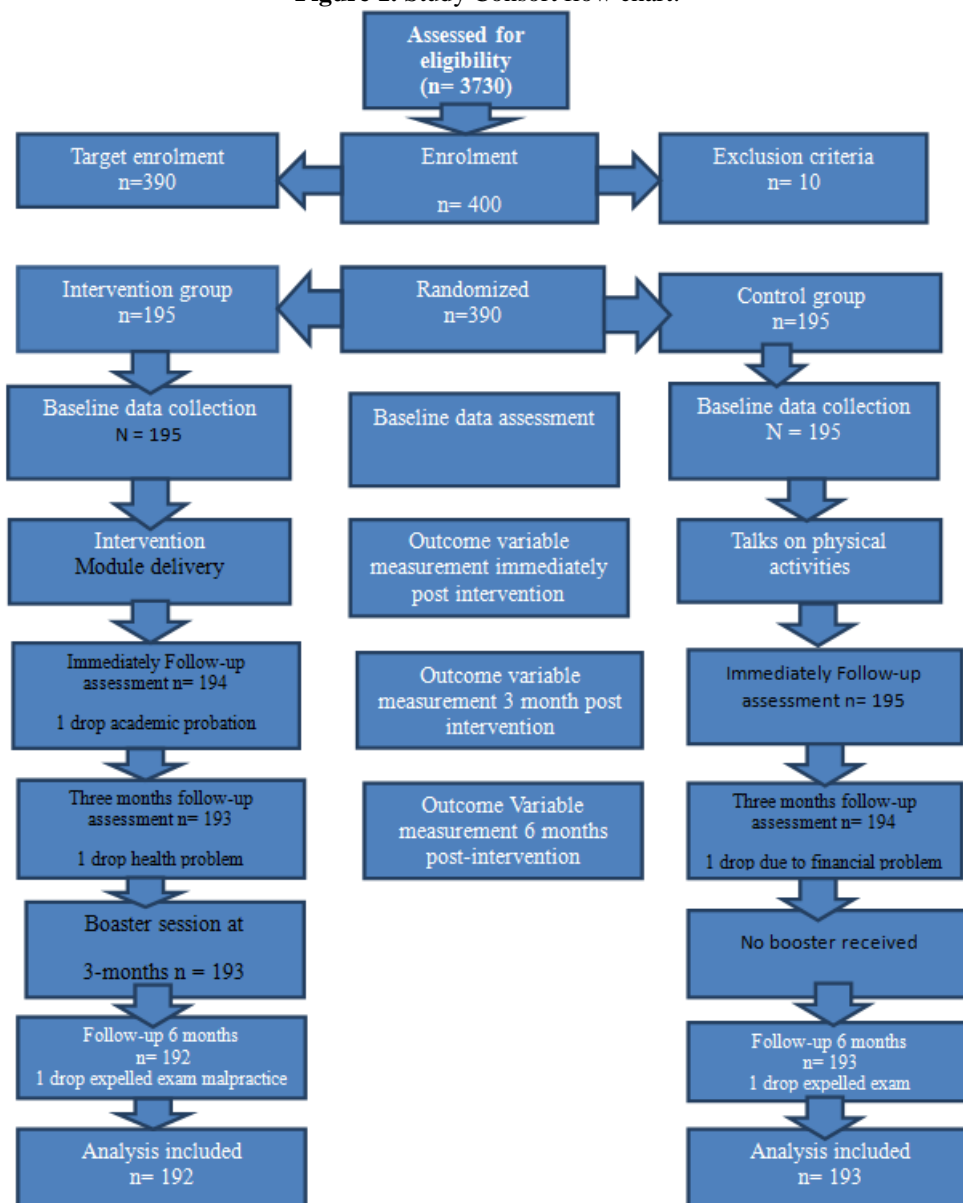 Assessed for
eligibility
(n= 3730)
Target enrolment
n=390
Enrolment
n= 400
Exclusion criteria
n= 10
Intervention group
n=195
Randomized
n=390
Control group
n=195
Baseline data collection
N = 195
Baseline data assessment
Baseline data collection
N = 195
Intervention
Module delivery
Outcome variable
measurement immediately
post intervention
Talks on physical
activities
Immediately Follow-up
assessment n= 194
1 drop academic probation
Outcome variable
measurement 3 month post
intervention
Immediately Follow-up
assessment n= 195
Three months follow-up
assessment n= 193
1 drop health problem
Outcome Variable
measurement 6 months
post-intervention
Three months follow-up
assessment n= 194
1 drop due to financial problem
Boaster session at
3-months n = 193
No booster received
Follow-up 6 months
n= 192
1 drop expelled exam malpractice
Follow-up 6 months
n= 193
1 drop expelled exam
Analysis included
n= 192
Analysis included
n= 193